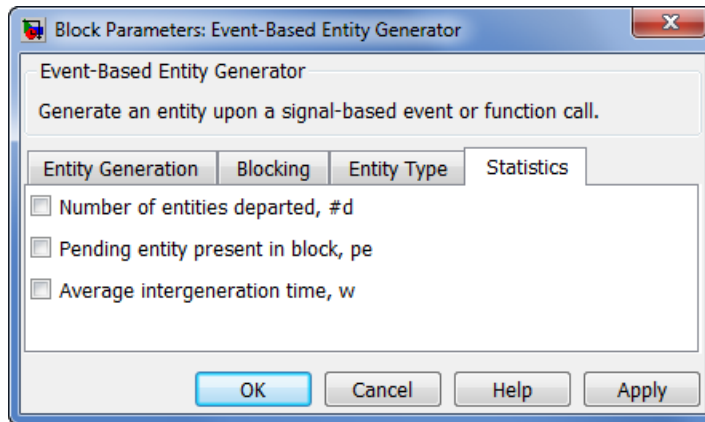 Block Parameters: Event-Based Entity Generator
x
Event-Based Entity Generator
Generate an entity upon a signal-based event or function call.
Entity Generation Blocking Entity Type Statistics
Number of entities departed, #d
Pending entity present in block, pe
Average intergeneration time, w
OK Cancel Help Apply